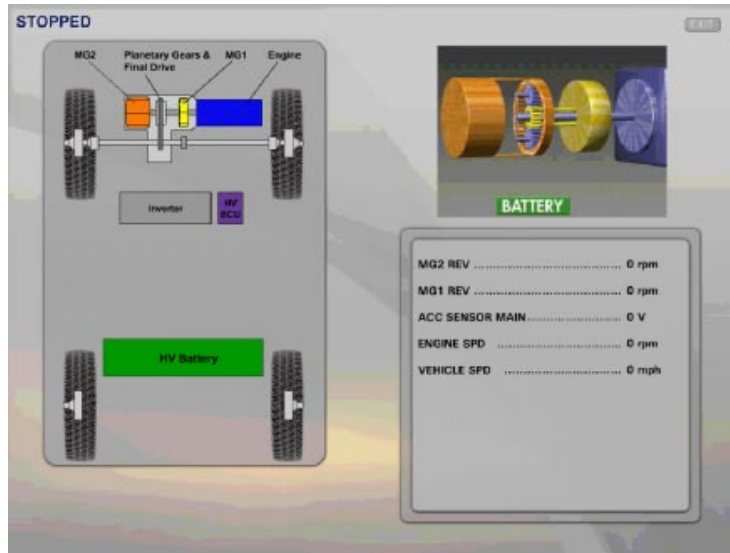 STOPPED
EXIT
MG2
Planetary Gears &
Final Drive
MG1
Engine
Inverter
HV
ECU
HV Battery
BATTERY
MG2 REV ........................................ 0 rpm
MG1 REV ........................................ 0 rpm
ACC SENSOR MAIN............................ 0 V
ENGINE SPD ................................... 0 rpm
VEHICLE SPD ................................. 0 mph